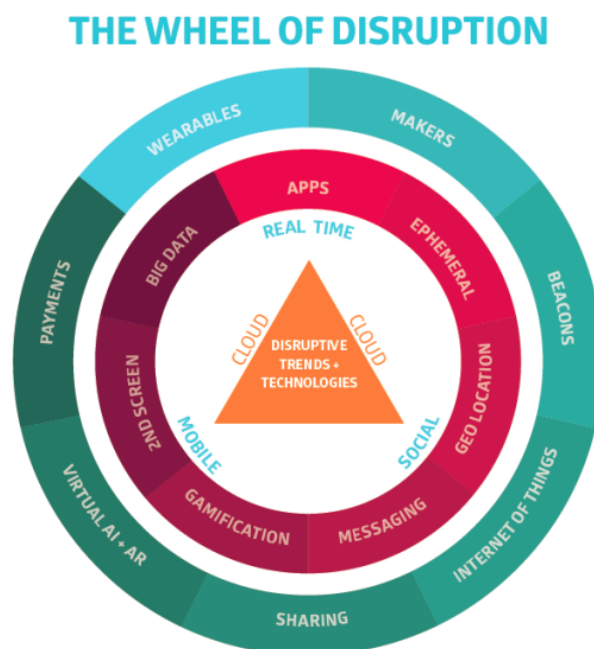 THE WHEEL OF DISRUPTION
WEARABLES
MAKERS
BEACONS
INTERNET OF THINGS
SHARING
VIRTUAL AI + AR
PAYMENTS
APPS
EPHEMERAL
GEO LOCATION
MESSAGING
GAMIFICATION
2ND SCREEN
BIG DATA
REAL TIME
SOCIAL
MOBILE
CLOUD
CLOUD
DISRUPTIVE
TRENDS +
TECHNOLOGIES